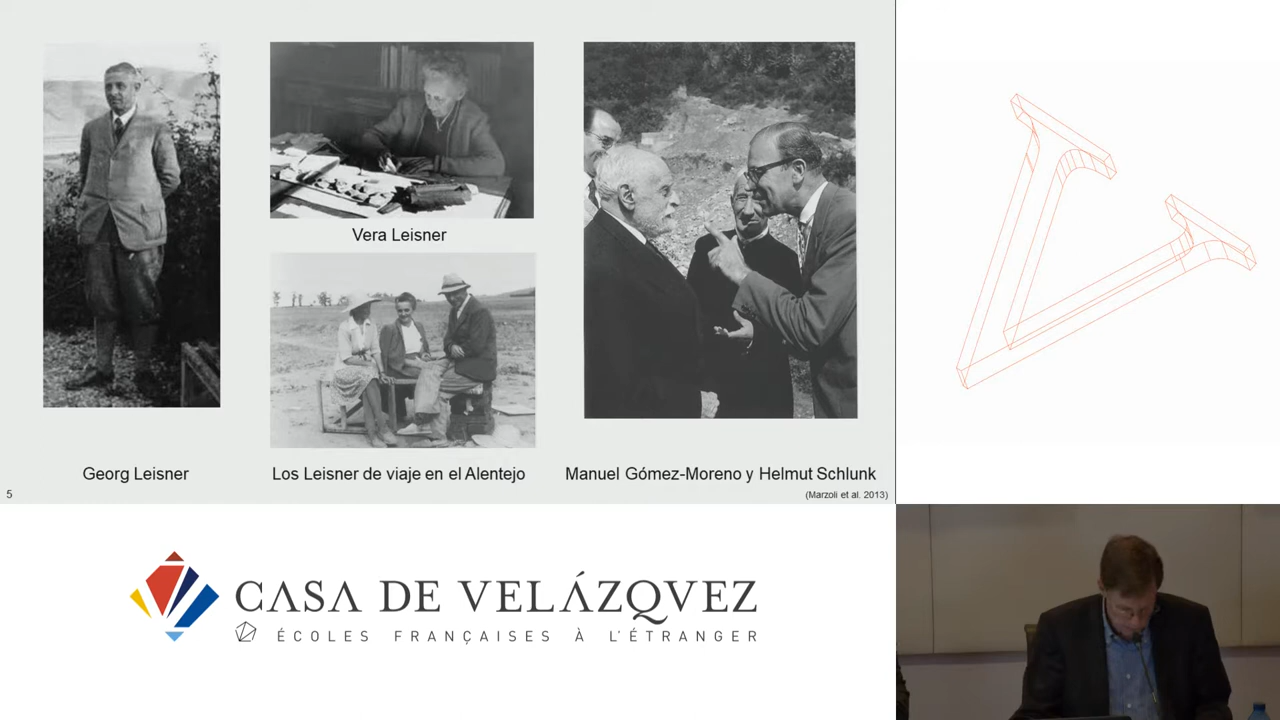 Vera Leisner
Georg Leisner
Los Leisner de viaje en el Alentejo
Manuel Gómez-Moreno y Helmut Schlunk
5
(Marzoli et al. 2013)
CASA DE VELÁZQVEZ
ÉCOLES FRANÇAISES À L'ÉTRANGER